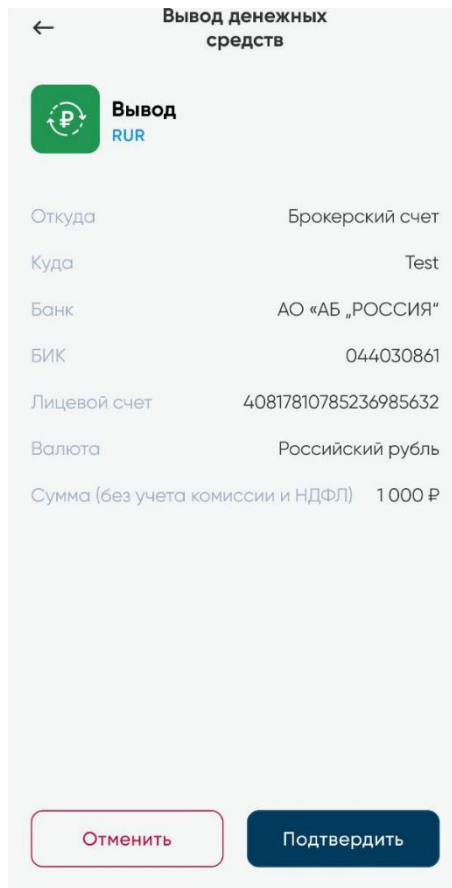 Вывод денежных
средств
Вывод
RUR
Откуда Брокерский счет
Куда Test
Банк АО «АБ „РОССИЯ“
БИК 044030861
Лицевой счет 40817810785236985632
Валюта Российский рубль
Сумма (без учета комиссии и НДФЛ) 1 000 ₽
Отменить Подтвердить